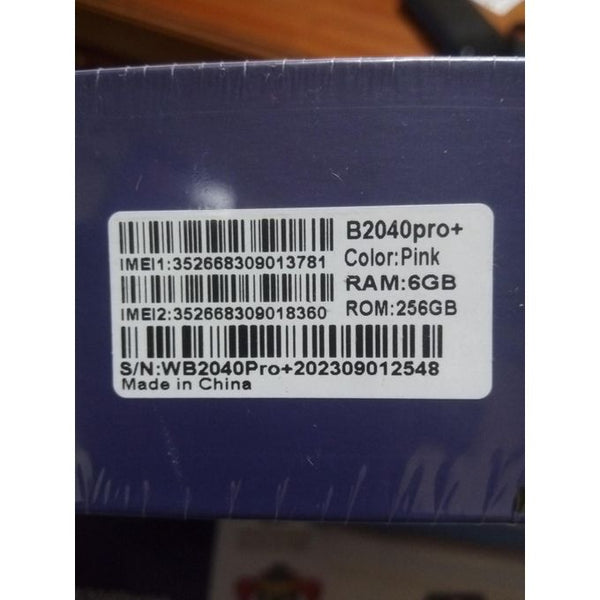 B2040pro+
IMEI1:352668309013781
Color:Pink
RAM:6GB
IMEI2:352668309018360
ROM:256GB
S/N:WB2040Pro+202309012548
Made in China